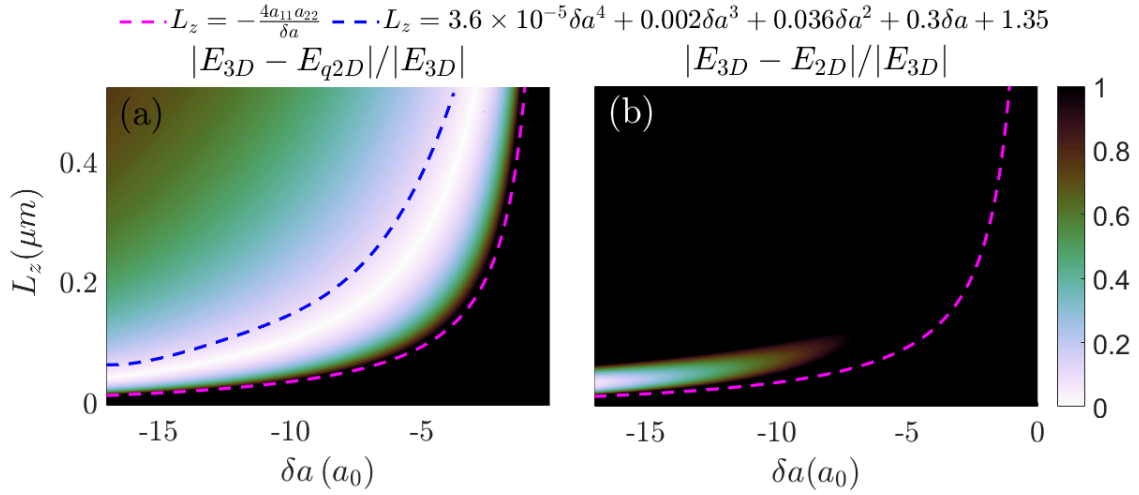 L_z = -\frac{4a_{11}a_{22}}{\delta a} L_z = 3.6 × 10^{-5}δa^4 + 0.002δa^3 + 0.036δa^2 + 0.3δa + 1.35
|E_{3D} − E_{q2D}|/|E_{3D}| |E_{3D} − E_{2D}|/|E_{3D}|
(a) (b)
L_z(μm)
0.4
0.2
0
-15 -10 -5
δa (a_0)
-15 -10 -5 0
δa(a_0)
1
0.8
0.6
0.4
0.2
0